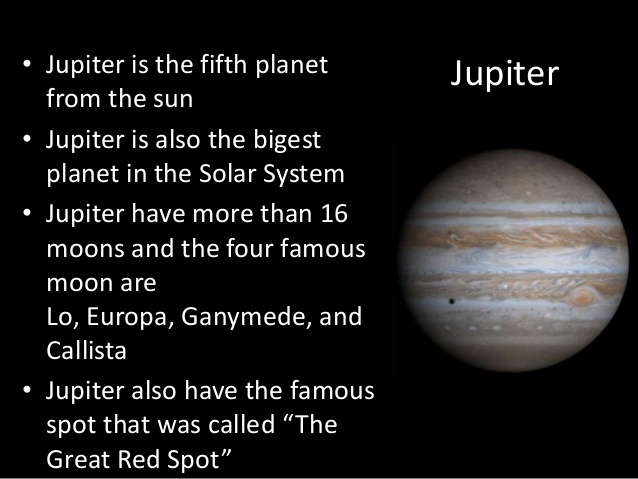 Jupiter
• Jupiter is the fifth planet
from the sun
• Jupiter is also the bigest
planet in the Solar System
• Jupiter have more than 16
moons and the four famous
moon are
Lo, Europa, Ganymede, and
Callista
• Jupiter also have the famous
spot that was called “The
Great Red Spot”